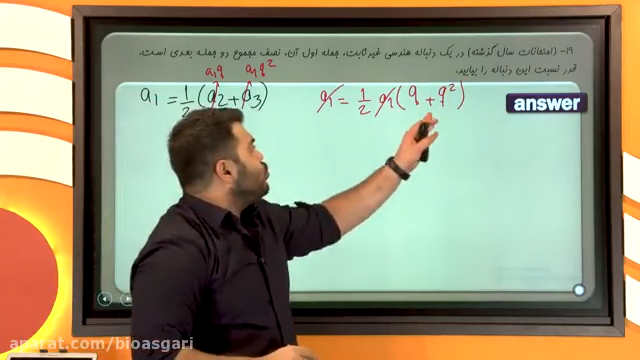 ۱۹- (امتحانات سال گذشته) در یک دنباله هندسی غیر ثابت، جمله اول آن، نصف مجموع دو جمله بعدی است.
قدر نسبت این دنباله را بیابید.
a₁q a₁q²
a₁ = 1/2 (a₂ + a₃) a₁ = 1/2 a₁ (q + q²)
answer
aparat.com/bioasgari